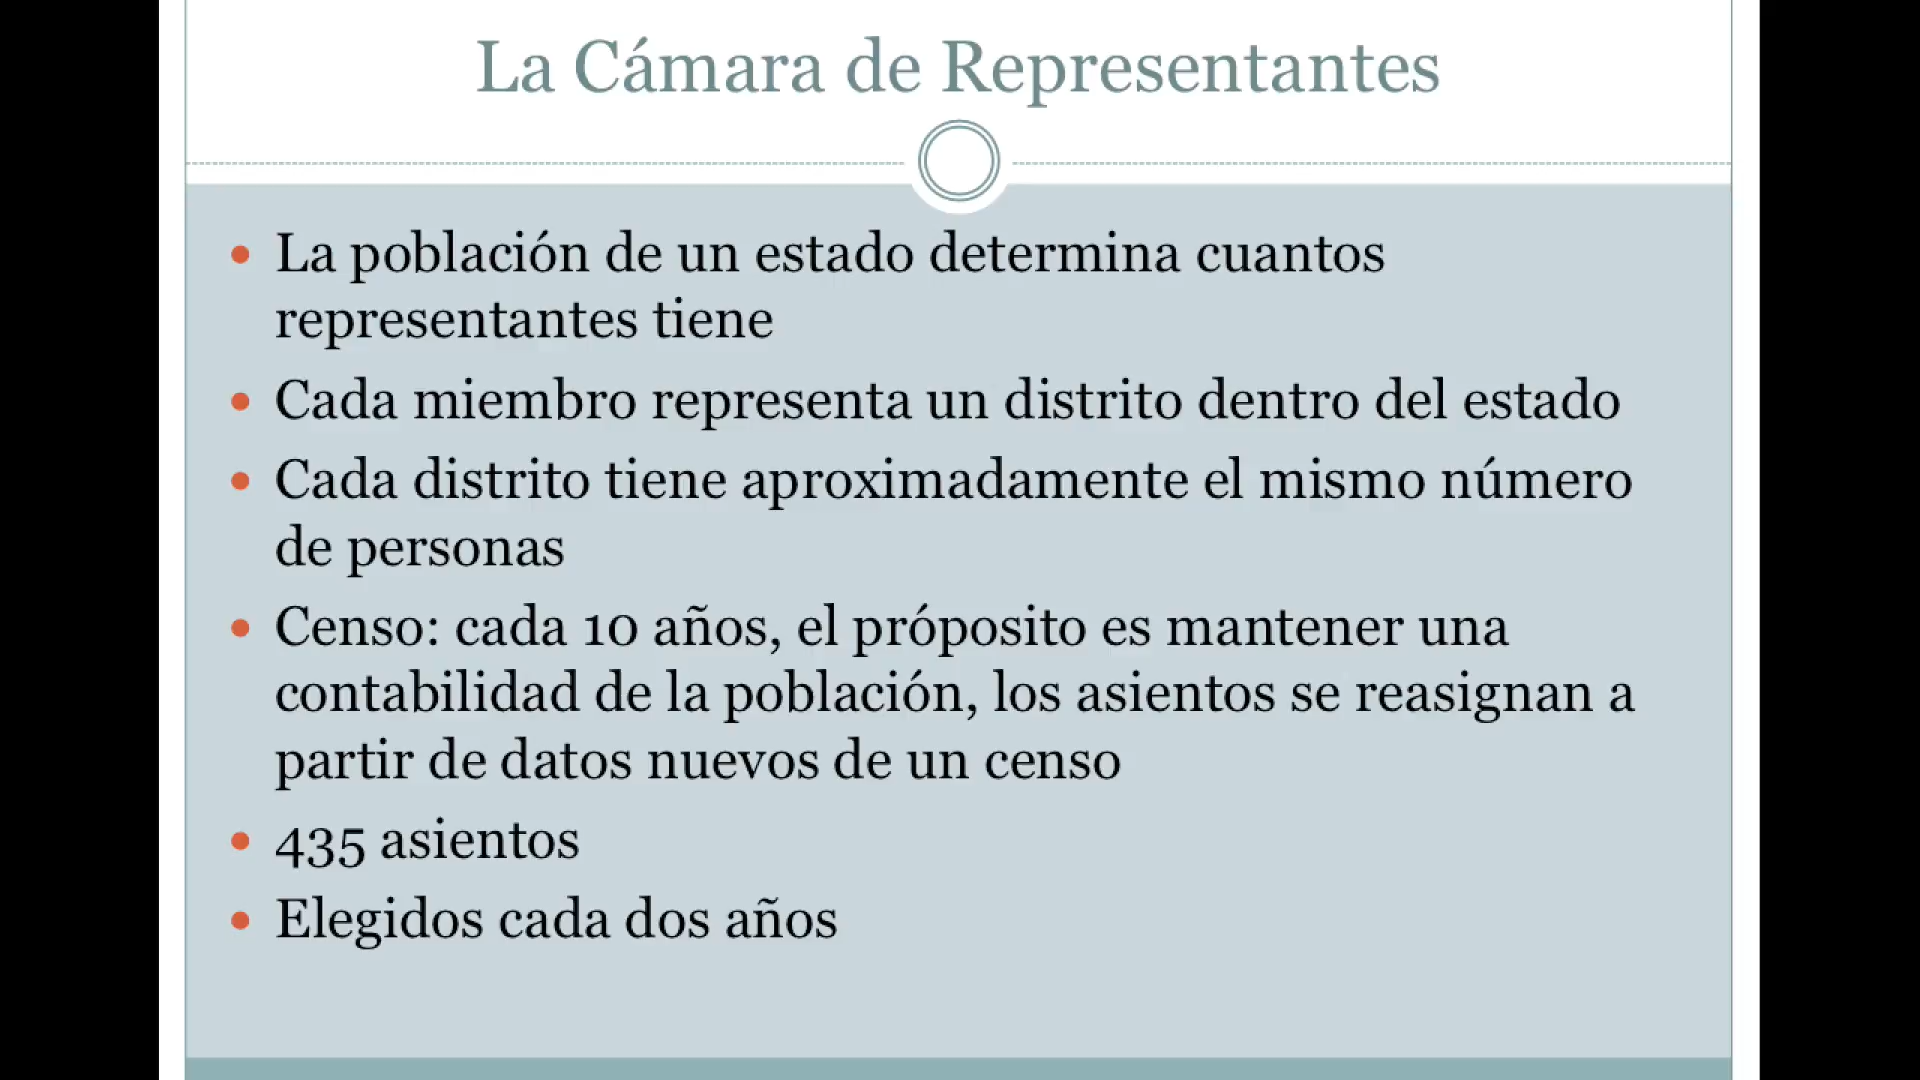 La Cámara de Representantes
• La población de un estado determina cuantos
representantes tiene
• Cada miembro representa un distrito dentro del estado
• Cada distrito tiene aproximadamente el mismo número
de personas
• Censo: cada 10 años, el próposito es mantener una
contabilidad de la población, los asientos se reasignan a
partir de datos nuevos de un censo
• 435 asientos
• Elegidos cada dos años